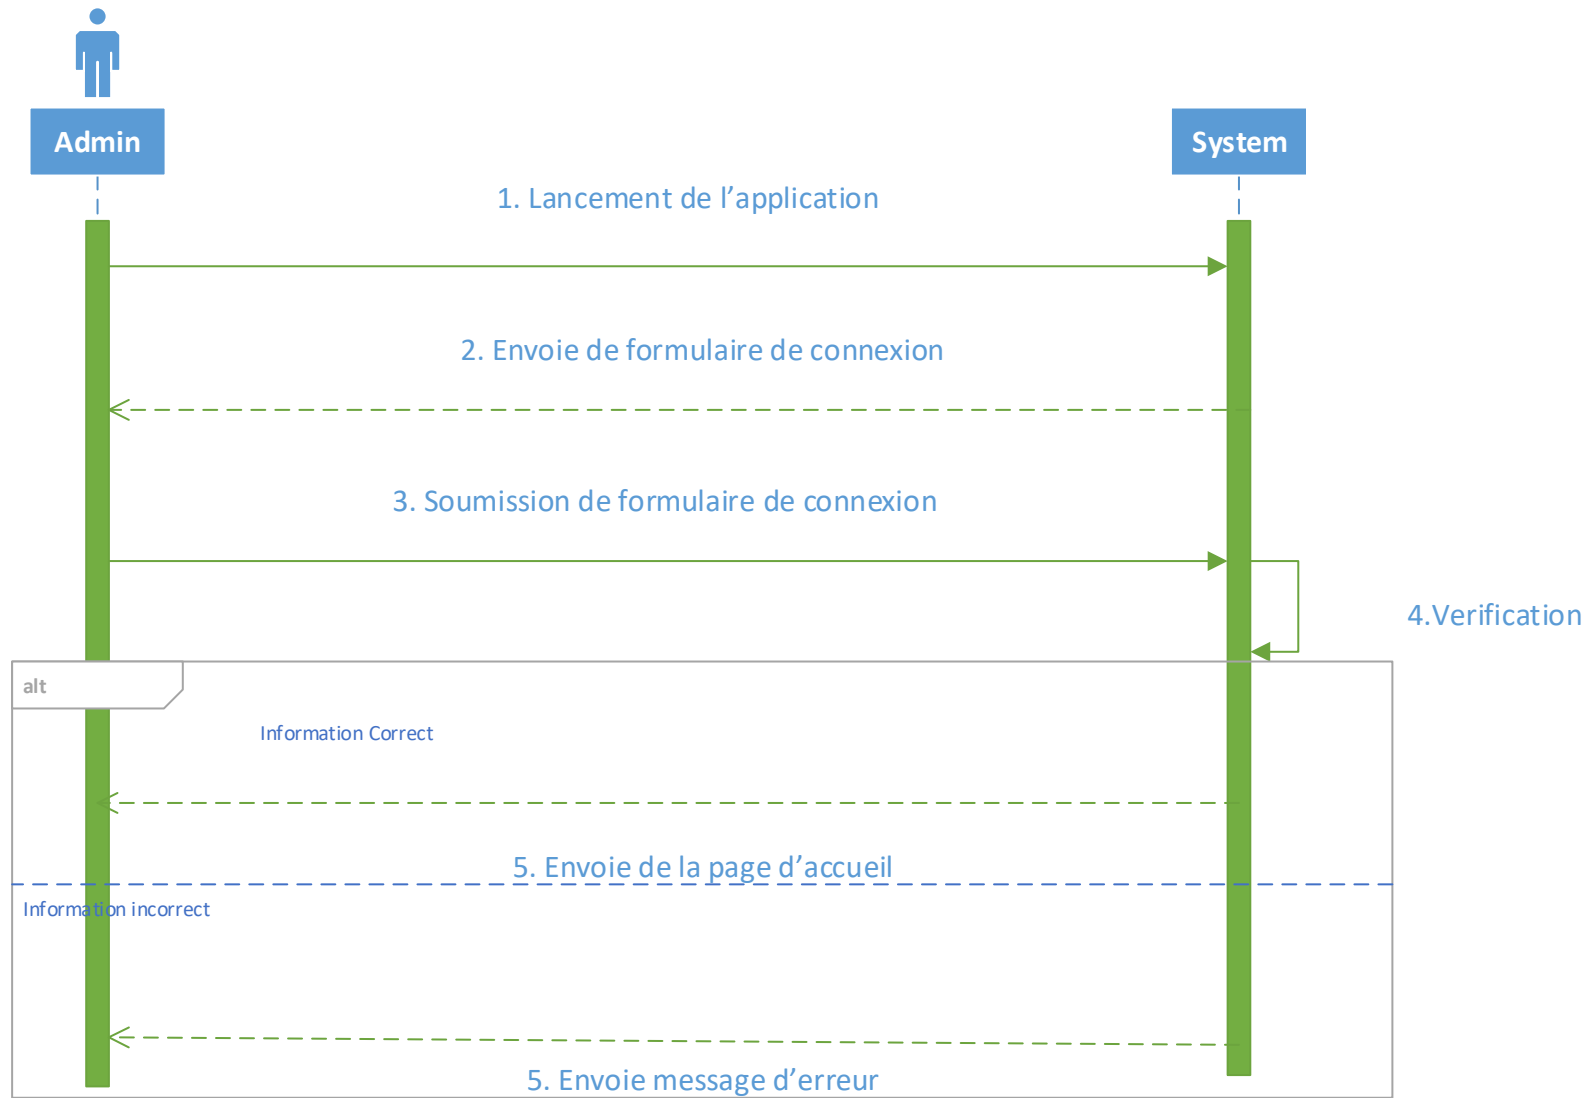 Admin
System
1. Lancement de l’application
2. Envoie de formulaire de connexion
3. Soumission de formulaire de connexion
4.Verification
alt
Information Correct
5. Envoie de la page d’accueil
Information incorrect
5. Envoie message d’erreur